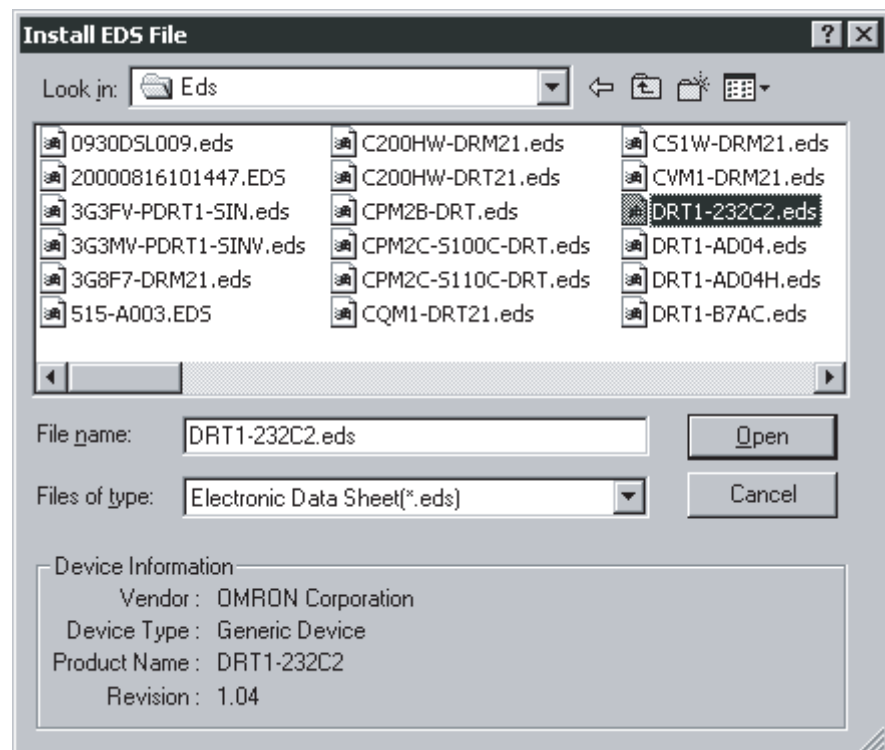 Install EDS File
Look in: Eds
0930DSL009.eds
20000816101447.EDS
3G3FV-PDRT1-SIN.eds
3G3MV-PDRT1-SINV.eds
3G8F7-DRM21.eds
515-A003.EDS
C200HW-DRM21.eds
C200HW-DRT21.eds
CPM2B-DRT.eds
CPM2C-S100C-DRT.eds
CPM2C-S110C-DRT.eds
CQM1-DRT21.eds
CS1W-DRM21.eds
CVM1-DRM21.eds
DRT1-232C2.eds
DRT1-AD04.eds
DRT1-AD04H.eds
DRT1-B7AC.eds
File name: DRT1-232C2.eds
Open
Files of type: Electronic Data Sheet(*.eds)
Cancel
Device Information
Vendor : OMRON Corporation
Device Type : Generic Device
Product Name : DRT1-232C2
Revision : 1.04